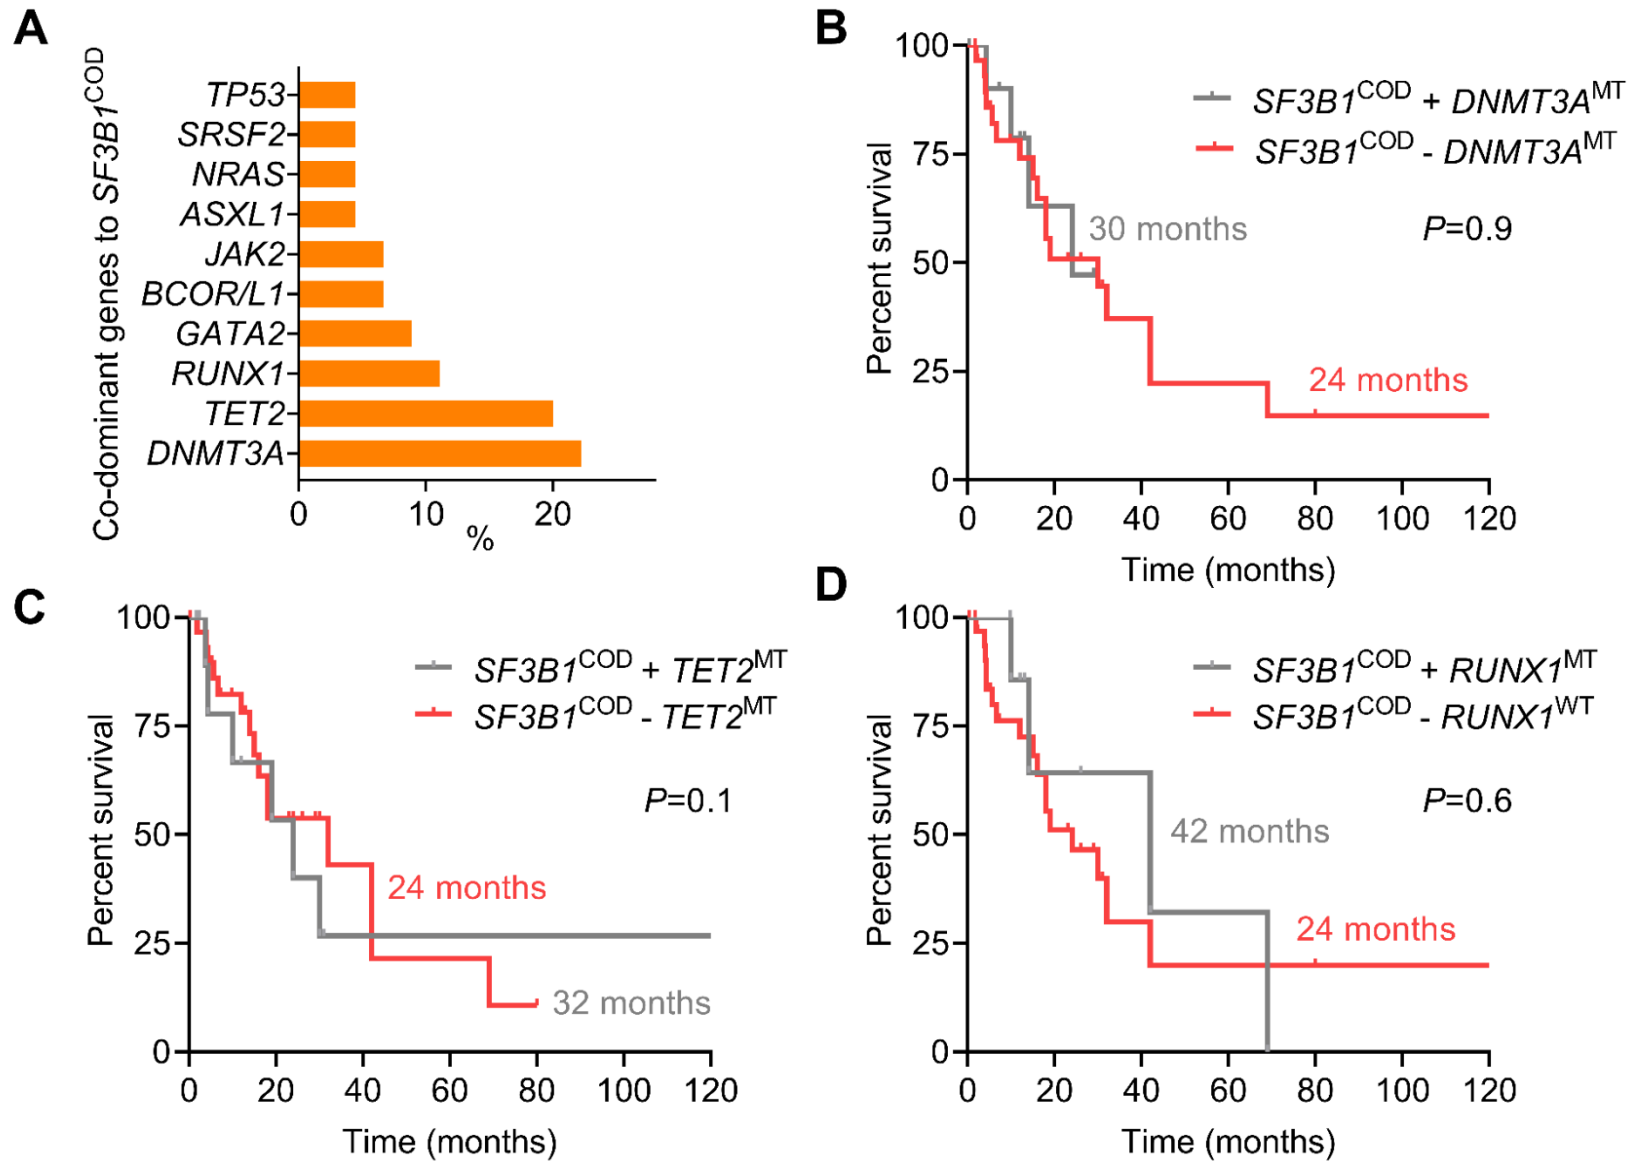 A
Co-dominant genes to SF3B1COD
TP53
SRSF2
NRAS
ASXL1
JAK2
BCOR/L1
GATA2
RUNX1
TET2
DNMT3A
0 10 20
%
B
Percent survival
100
75
50
25
0
SF3B1COD + DNMT3AMT
SF3B1COD - DNMT3AMT
30 months
P=0.9
24 months
0 20 40 60 80 100 120
Time (months)
C
Percent survival
100
75
50
25
0
SF3B1COD + TET2MT
SF3B1COD - TET2MT
P=0.1
24 months
32 months
0 20 40 60 80 100 120
Time (months)
D
Percent survival
100
75
50
25
0
SF3B1COD + RUNX1MT
SF3B1COD - RUNX1WT
P=0.6
42 months
24 months
0 20 40 60 80 100 120
Time (months)